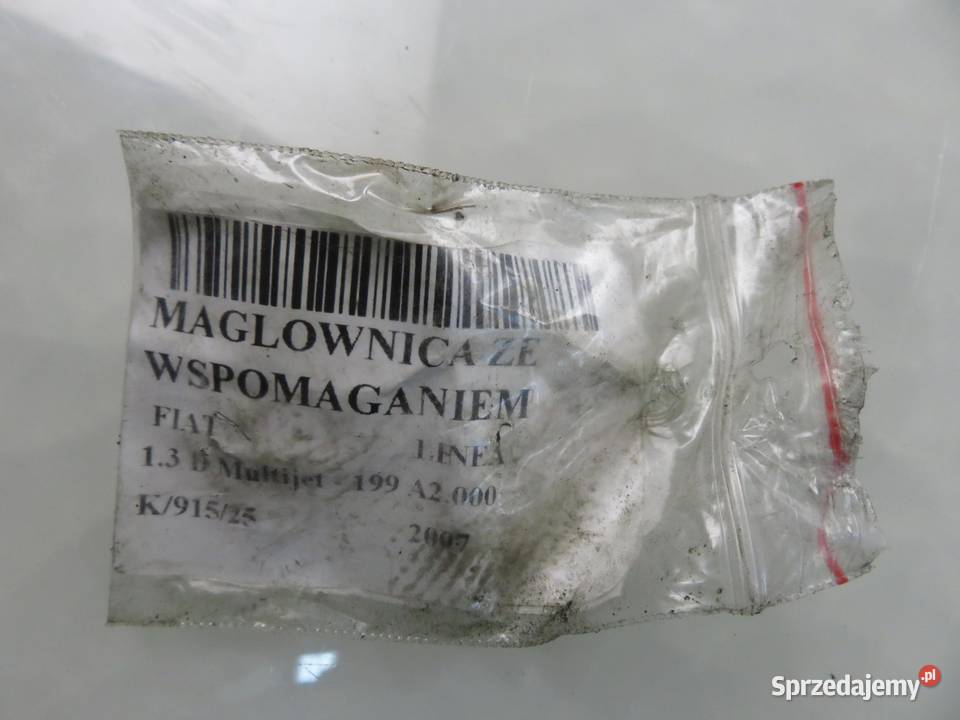 MAGLOWNICA ZE
WSPOMAGANIEM
FIAT LINEA
1.3 D Multijet - 199 A2.000
K/915/25 2007
Sprzedajemy.pl